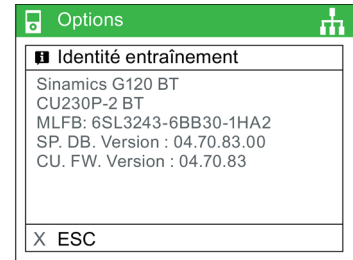 Options
Identité entraînement
Sinamics G120 BT
CU230P-2 BT
MLFB: 6SL3243-6BB30-1HA2
SP. DB. Version : 04.70.83.00
CU. FW. Version : 04.70.83
X ESC